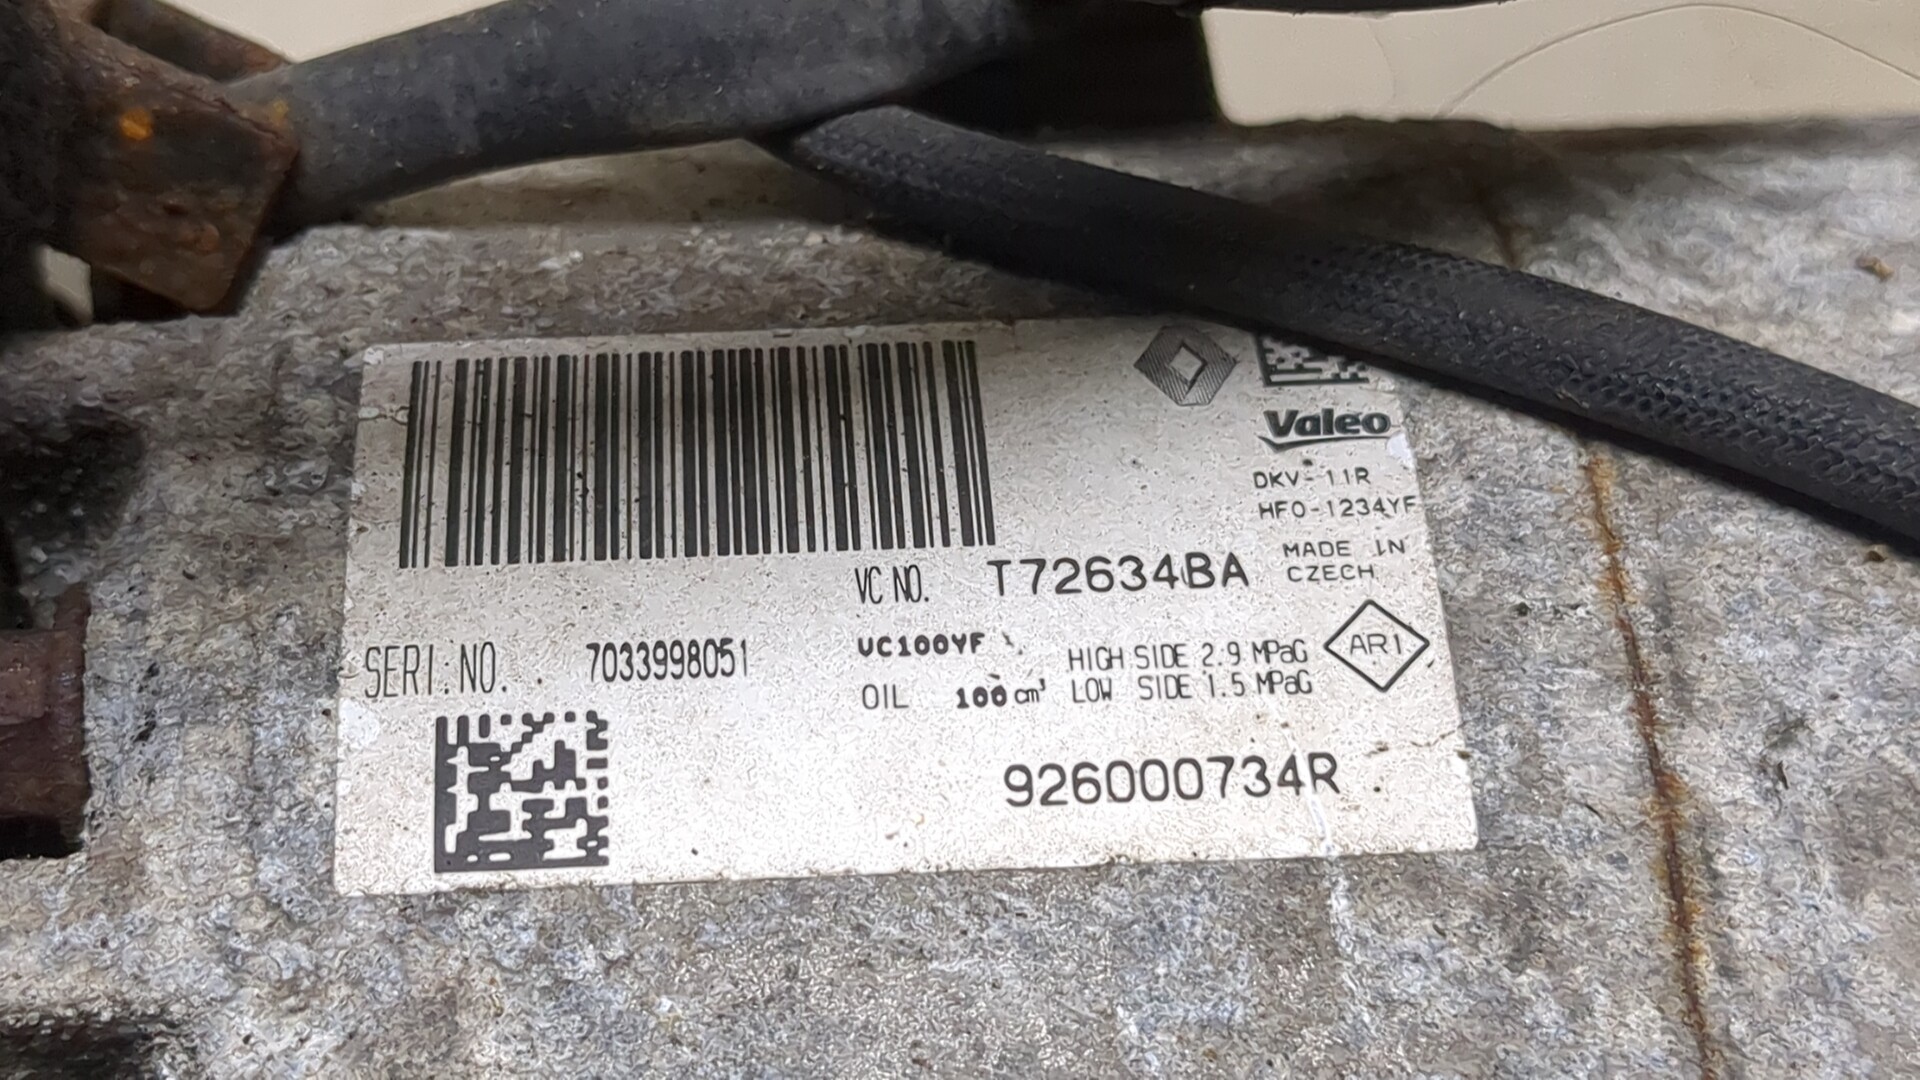 Valeo
DKV-11R
HFO-1234YF
MADE IN
CZECH
VC NO. T72634BA
SERI.NO. 7033998051
VC100YF
OIL 100 cm³
HIGH SIDE 2.9 MPaG
LOW SIDE 1.5 MPaG
AR1
926000734R